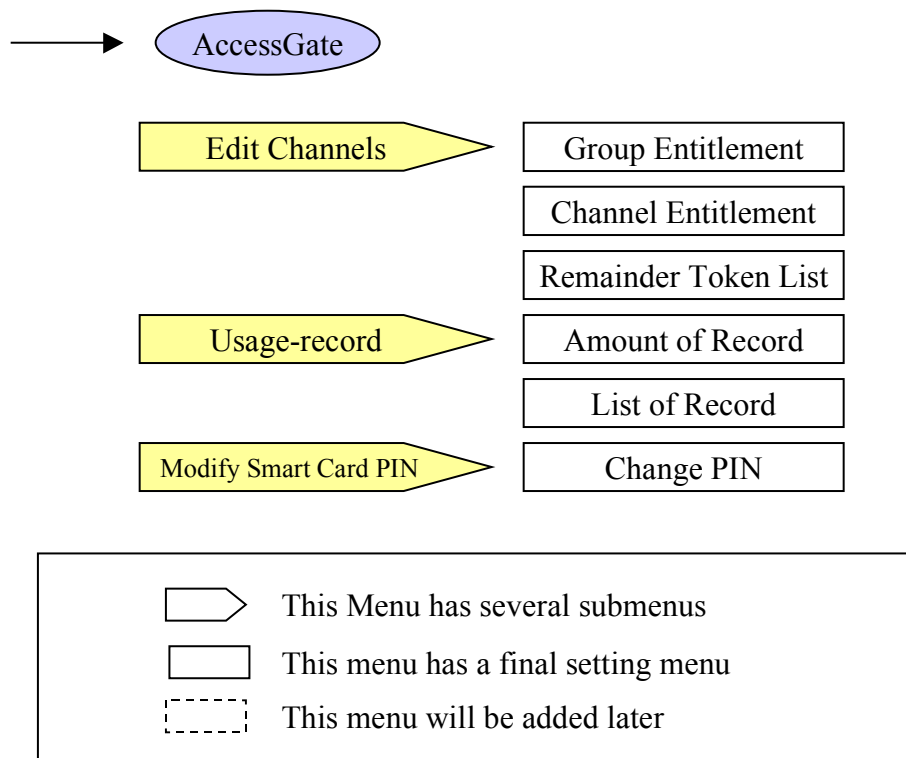 AccessGate
Edit Channels
Group Entitlement
Channel Entitlement
Remainder Token List
Usage-record
Amount of Record
List of Record
Modify Smart Card PIN
Change PIN
This Menu has several submenus
This menu has a final setting menu
This menu will be added later